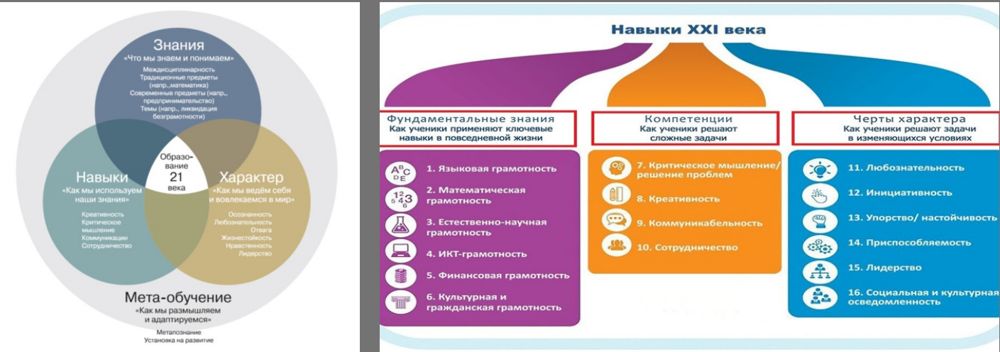 Знания
«Что мы знаем и понимаем»
Междисциплинарность
Традиционные предметы
(напр.,математика)
Современные предметы (напр.,
предпринимательство)
Темы (напр., ликвидация
безграмотности)
Образо-
вание
21
века
Навыки
«Как мы используем
наши знания»
Креативность
Критическое
мышление
Коммуникации
Сотрудничество
Характер
«Как мы ведём себя
и вовлекаемся в мир»
Осознанность
Любознательность
Отвага
Жизнестойкость
Нравственность
Лидерство
Мета-обучение
«Как мы размышляем
и адаптируемся»
Метапознание
Установка на развитие
Навыки XXI века
Фундаментальные знания
Как ученики применяют ключевые
навыки в повседневной жизни
A B C
D E
1. Языковая грамотность
1 2
5 4 3
6
2. Математическая
грамотность
3. Естественно-научная
грамотность
4. ИКТ-грамотность
5. Финансовая грамотность
6. Культурная и
гражданская грамотность
Компетенции
Как ученики решают
сложные задачи
7. Критическое мышление/
решение проблем
8. Креативность
9. Коммуникабельность
10. Сотрудничество
Черты характера
Как ученики решают задачи
в изменяющихся условиях
11. Любознательность
12. Инициативность
13. Упорство/ настойчивость
14. Приспособляемость
15. Лидерство
16. Социальная и культурная
осведомленность